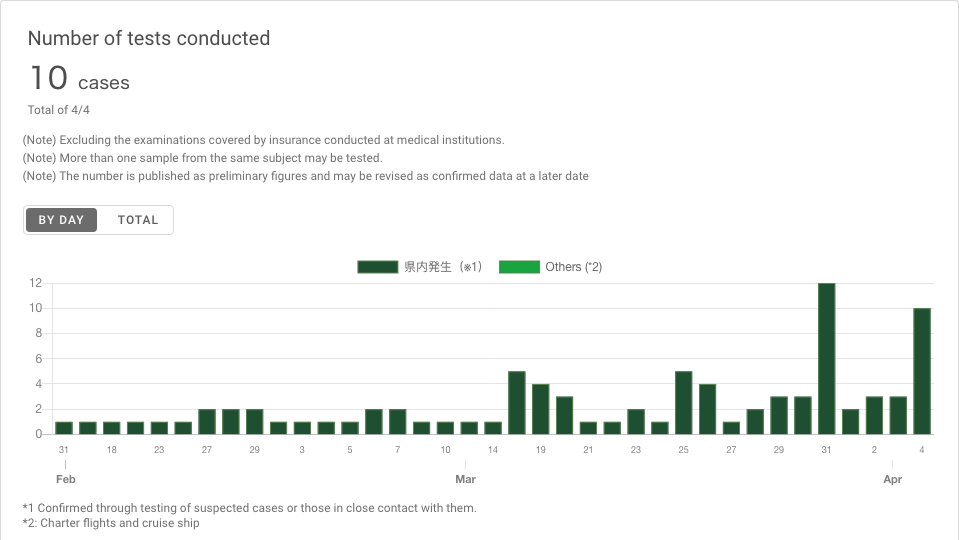 Number of tests conducted
10 cases
Total of 4/4
(Note) Excluding the examinations covered by insurance conducted at medical institutions.
(Note) More than one sample from the same subject may be tested.
(Note) The number is published as preliminary figures and may be revised as confirmed data at a later date
BY DAY TOTAL
県内発生（※1） Others (*2)
12
10
8
6
4
2
0
31 18 23 27 29 3 5 7 10 14 19 21 23 25 27 29 31 2 4
Feb Mar Apr
*1 Confirmed through testing of suspected cases or those in close contact with them.
*2: Charter flights and cruise ship